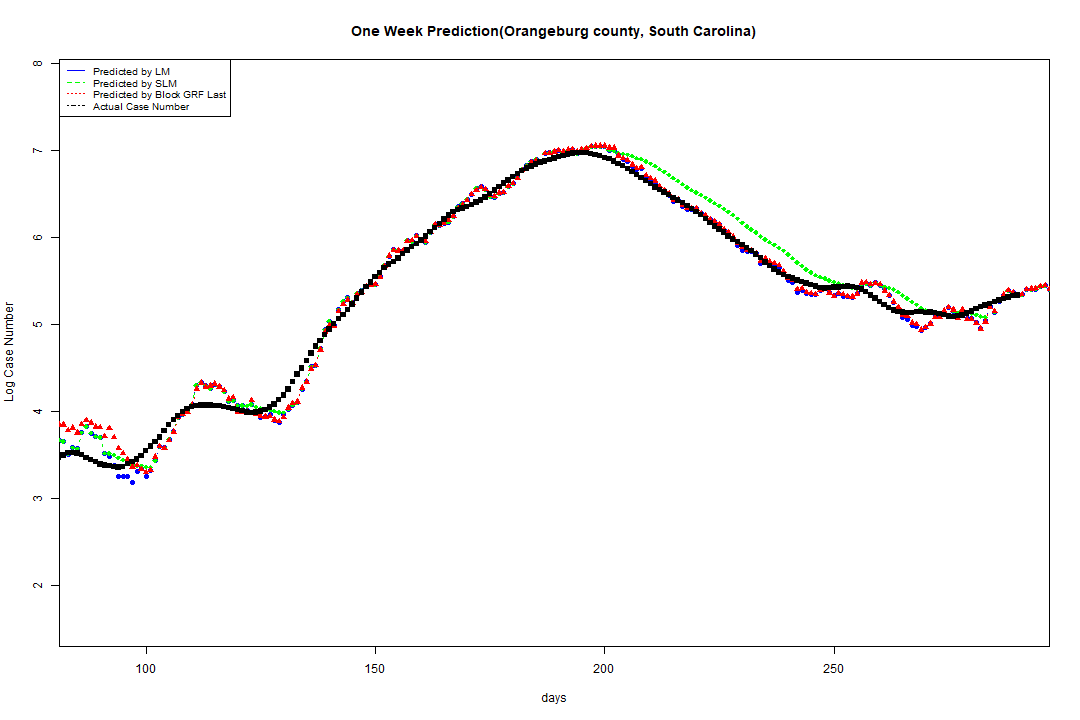 One Week Prediction(Orangeburg county, South Carolina)
Predicted by LM
Predicted by SLM
Predicted by Block GRF Last
Actual Case Number
8
7
6
5
4
3
2
Log Case Number
100 150 200 250
days